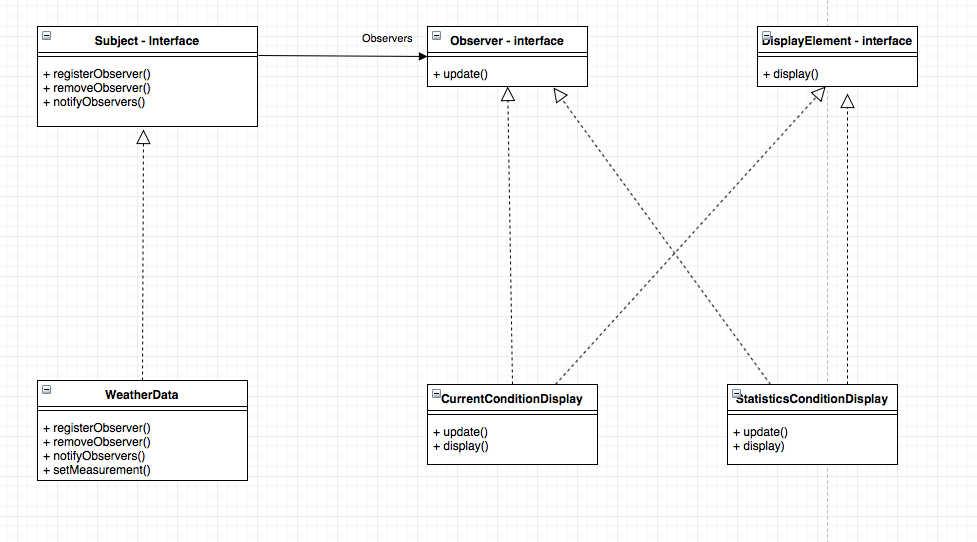 Subject - Interface
+ registerObserver()
+ removeObserver()
+ notifyObservers()
Observers
Observer - interface
+ update()
DisplayElement - interface
+ display()
WeatherData
+ registerObserver()
+ removeObserver()
+ notifyObservers()
+ setMeasurement()
CurrentConditionDisplay
+ update()
+ display()
StatisticsConditionDisplay
+ update()
+ display)